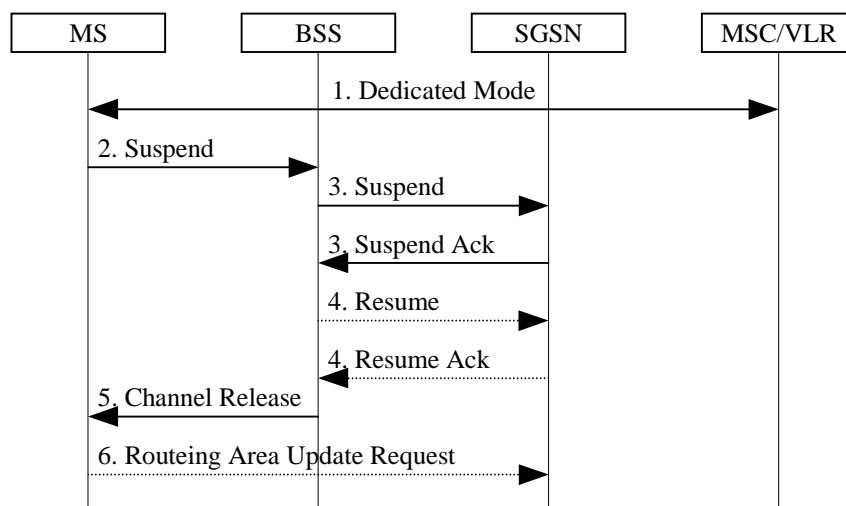 MS BSS SGSN MSC/VLR
1. Dedicated Mode
2. Suspend
3. Suspend
3. Suspend Ack
4. Resume
4. Resume Ack
5. Channel Release
6. Routeing Area Update Request